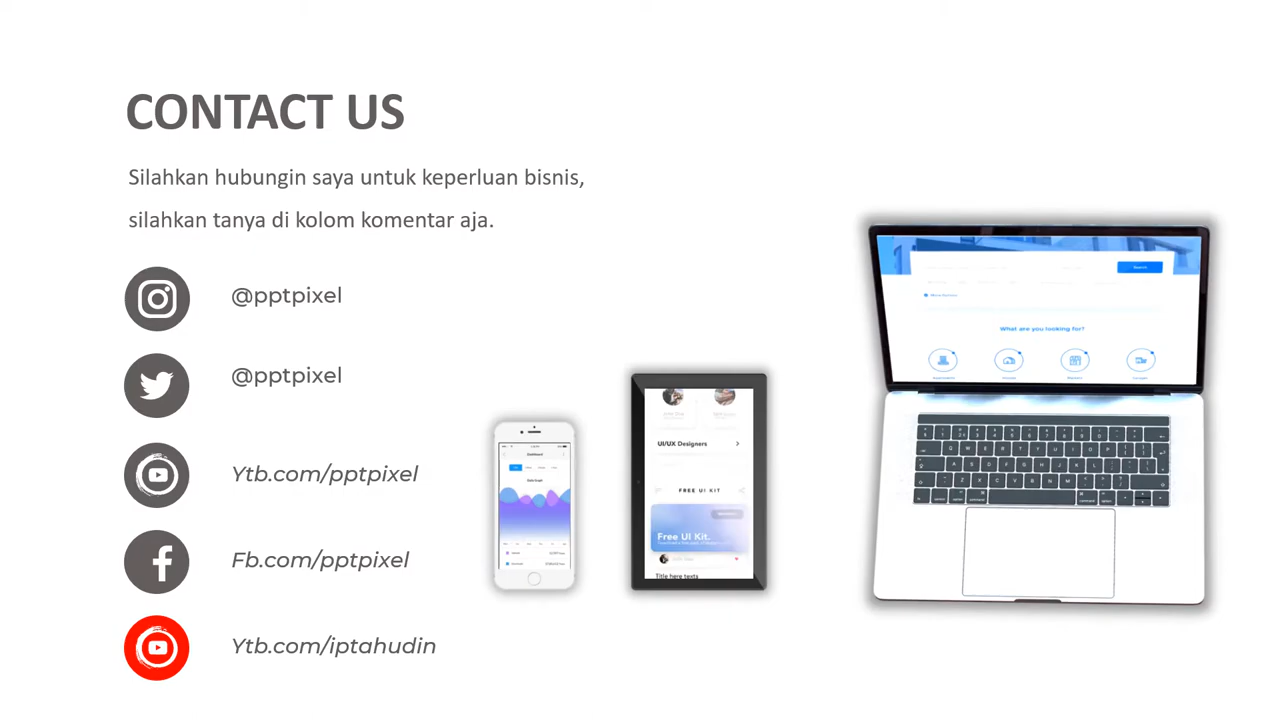 CONTACT US
Silahkan hubungin saya untuk keperluan bisnis,
silahkan tanya di kolom komentar aja.
@pptpixel
@pptpixel
Ytb.com/pptpixel
Fb.com/pptpixel
Ytb.com/iptahudin
Dashboard
UI/UX Designers
FREE UI KIT
Free UI Kit.
Title here texts
What are you looking for?